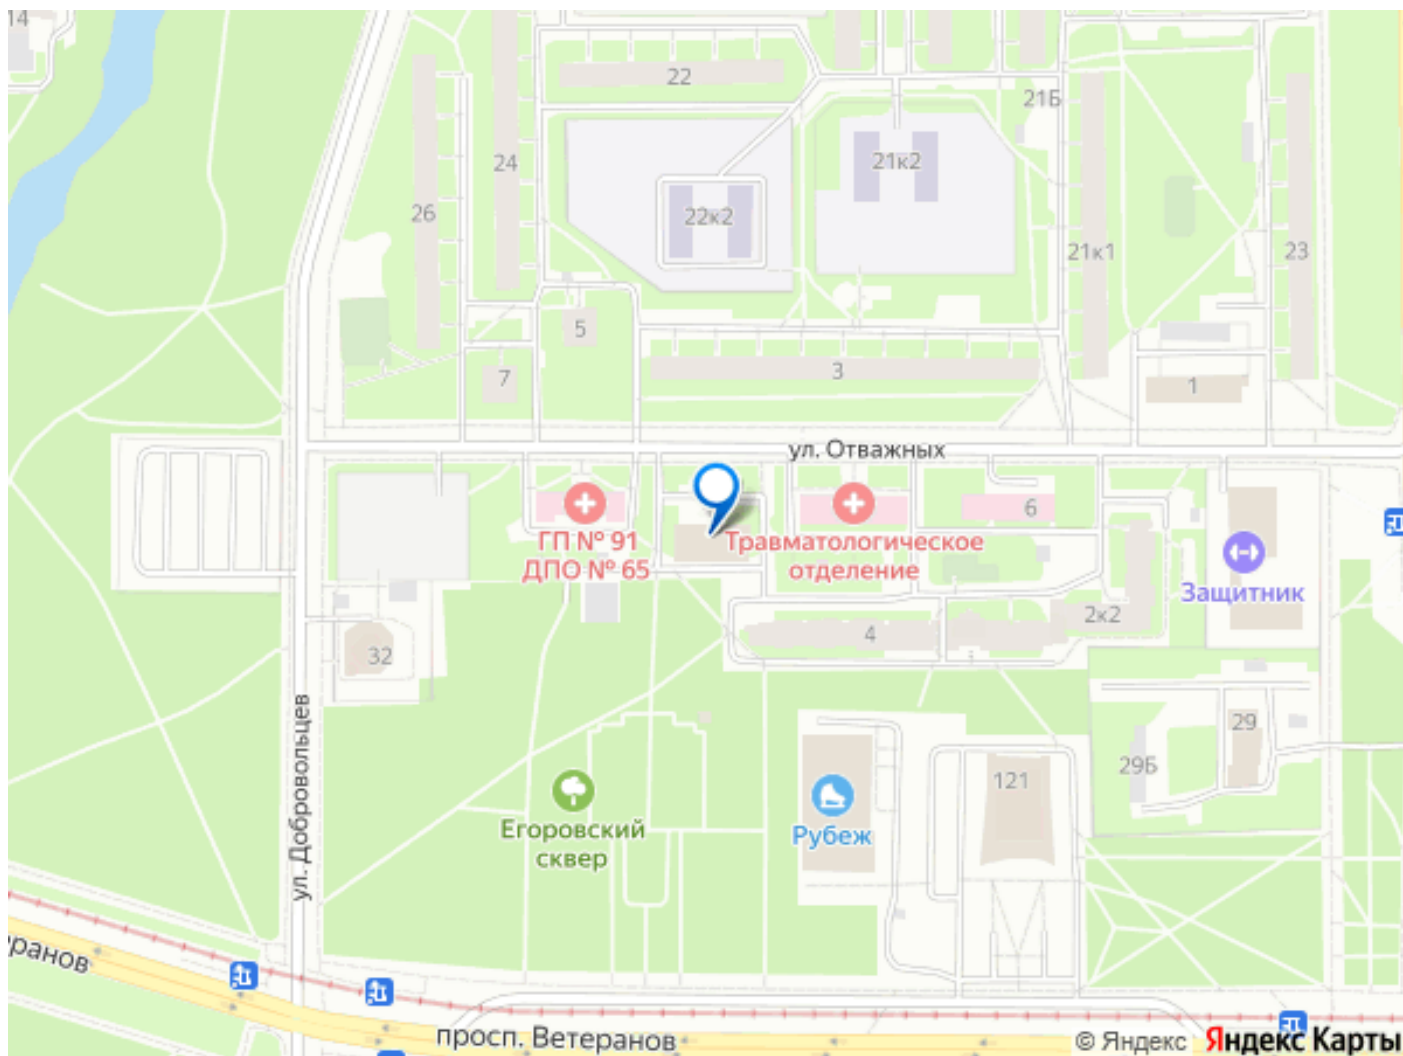 14
22
21Б
24
21к2
26
22к2
21к1
23
5
7
3
1
ул. Отважных
6
ГП № 91
ДПО № 65
Травматологическое
отделение
Защитник
2к2
4
32
29
29Б
121
ул. Добровольцев
Егоровский
сквер
Рубеж
еранов
просп. Ветеранов
© Яндекс Яндекс Карты